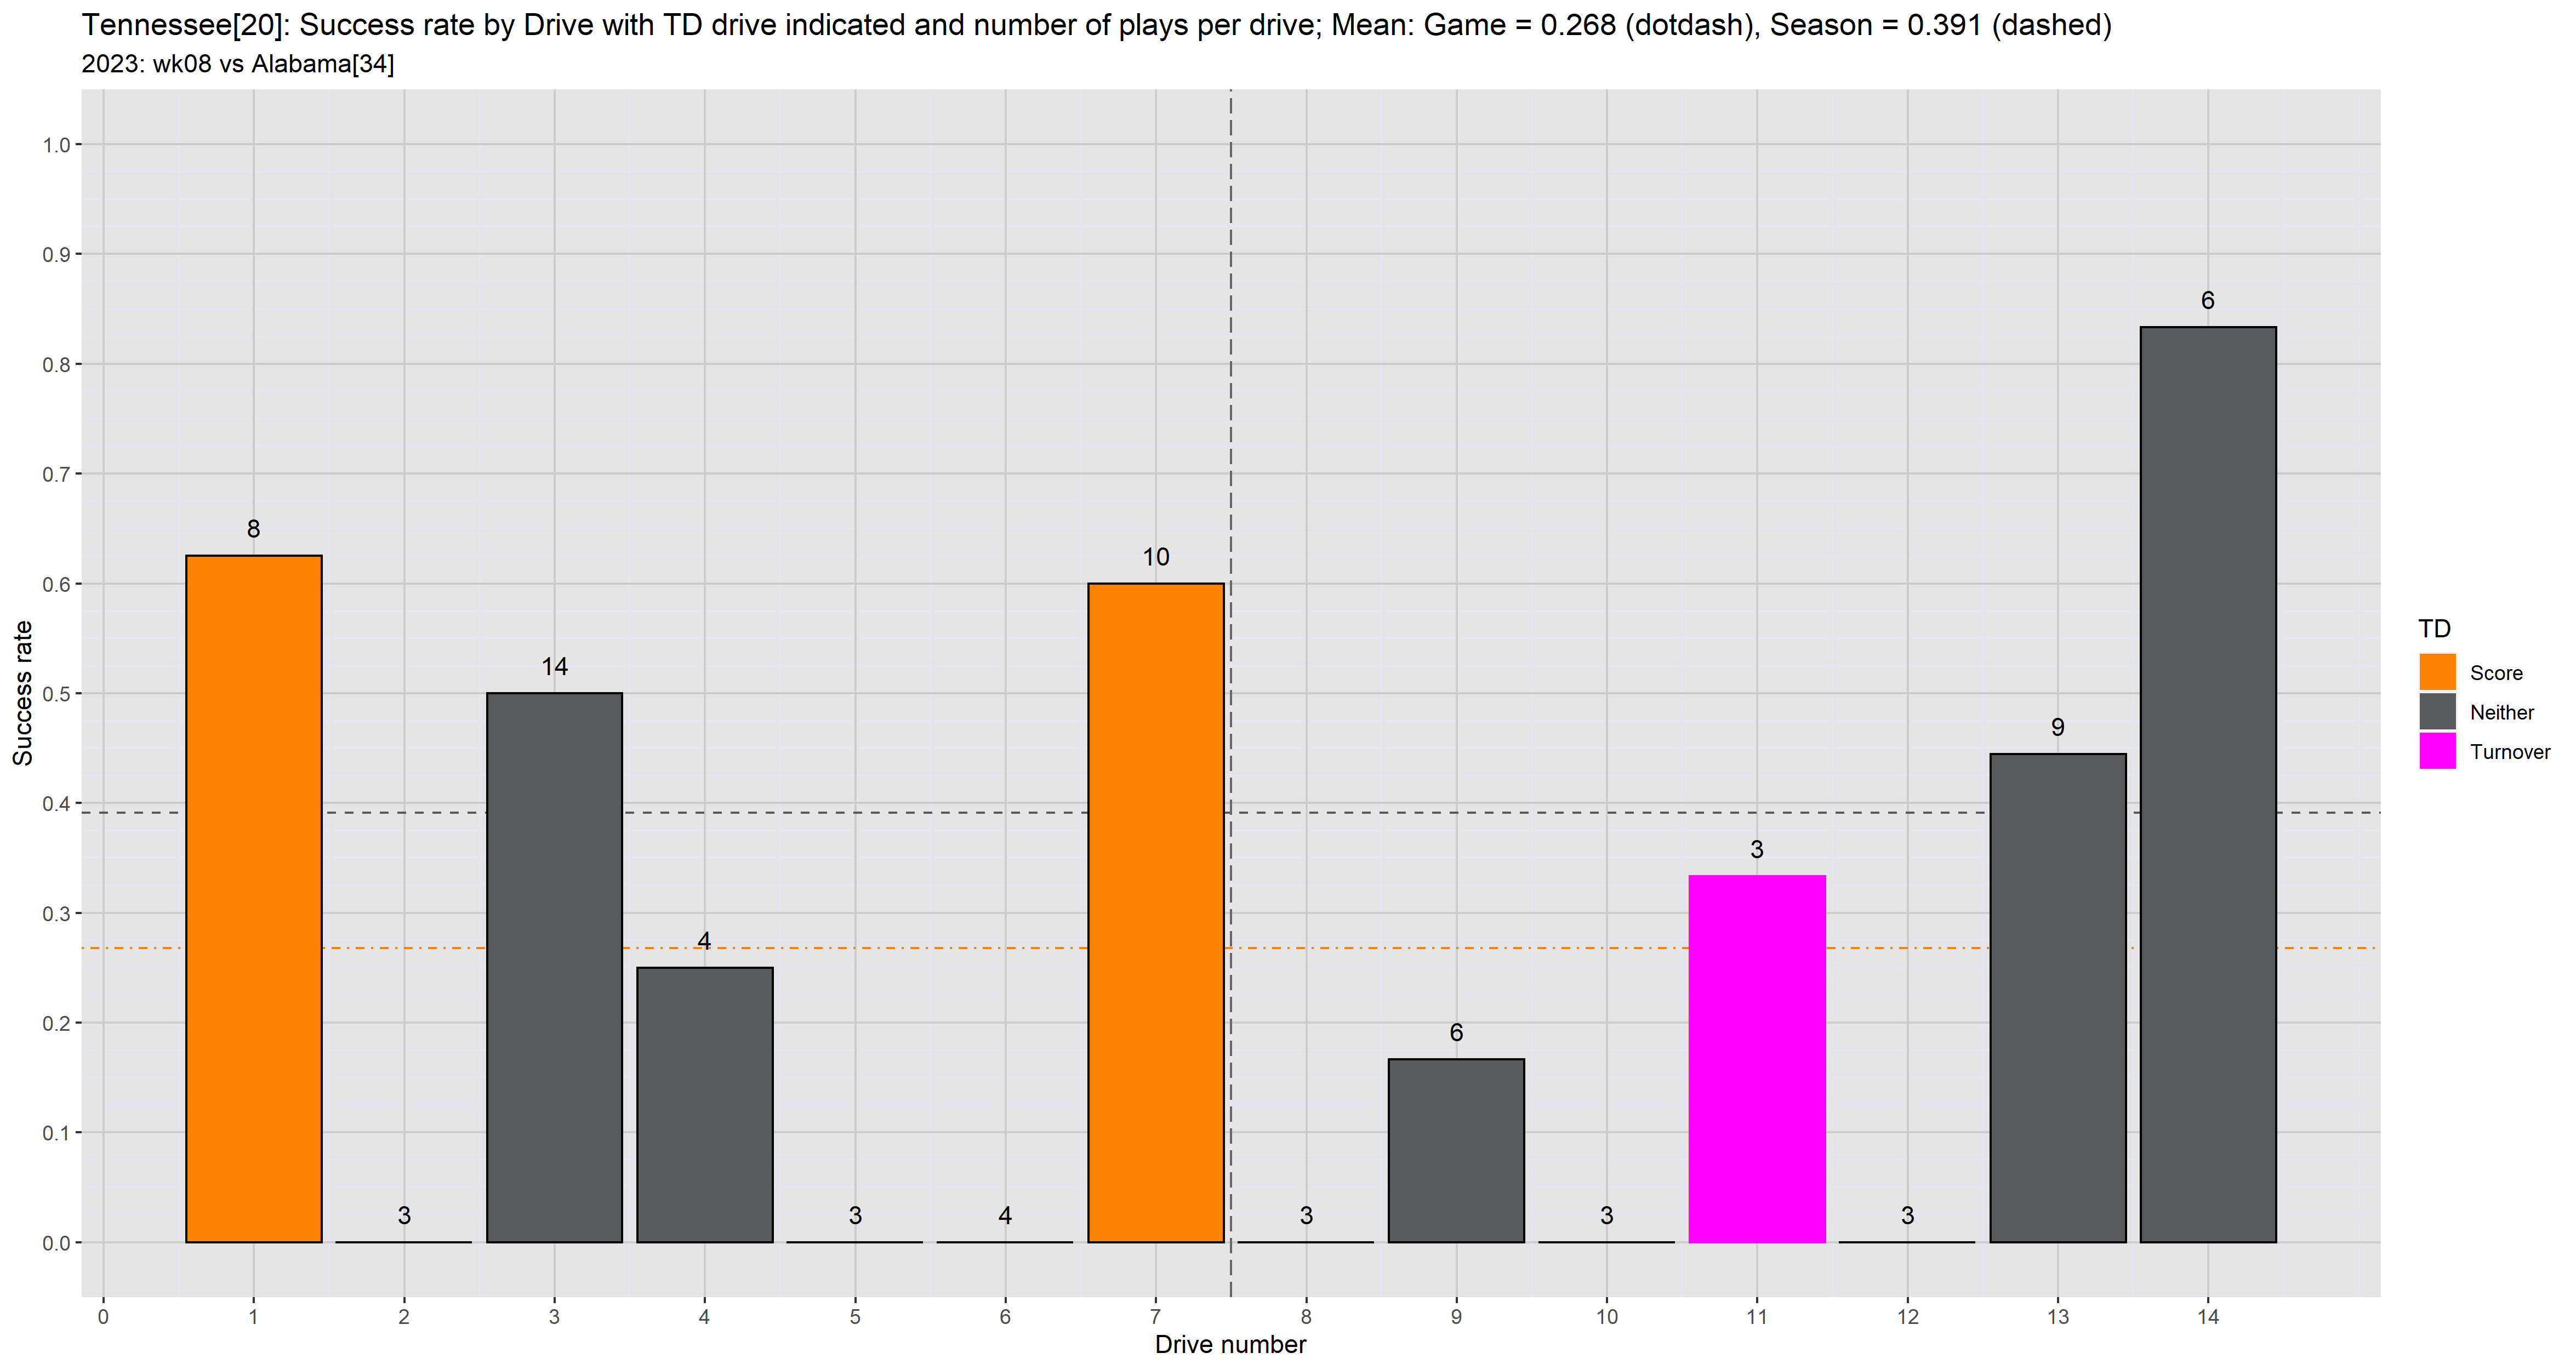 Tennessee[20]: Success rate by Drive with TD drive indicated and number of plays per drive; Mean: Game = 0.268 (dotdash), Season = 0.391 (dashed)
2023: wk08 vs Alabama[34]
Success rate
1.0
0.9
0.8
0.7
0.6
0.5
0.4
0.3
0.2
0.1
0.0
8
3
14
4
3
4
10
3
6
3
3
3
9
6
0 1 2 3 4 5 6 7 8 9 10 11 12 13 14
Drive number
TD
Score
Neither
Turnover